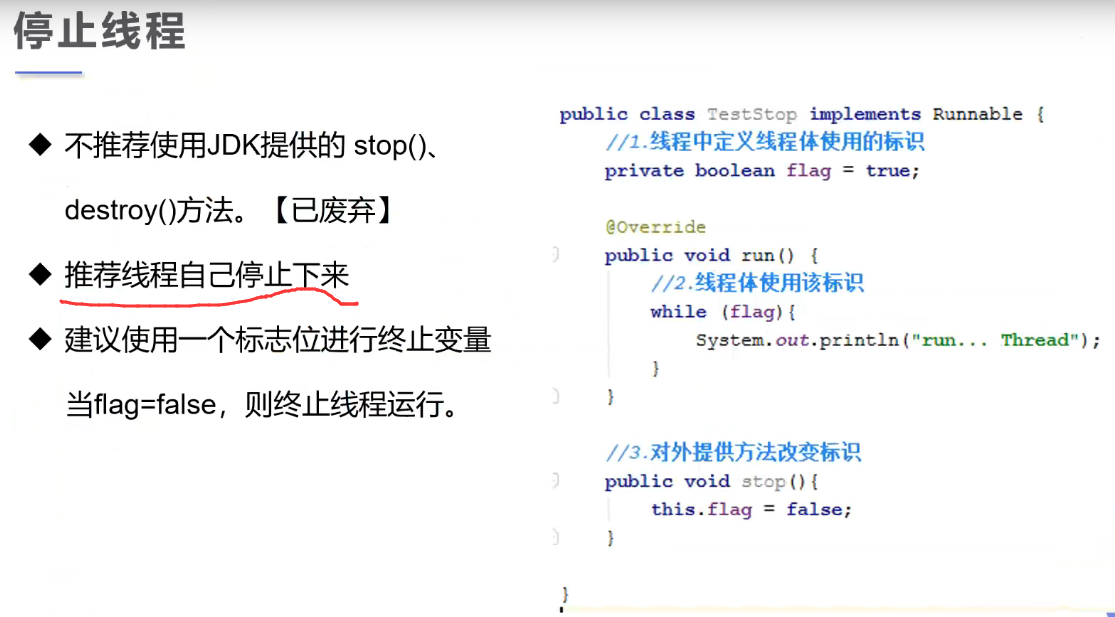 停止线程
◆ 不推荐使用JDK提供的 stop()、
destroy()方法。【已废弃】
◆ 推荐线程自己停止下来
◆ 建议使用一个标志位进行终止变量
当flag=false，则终止线程运行。
public class TestStop implements Runnable {
//1.线程中定义线程体使用的标识
private boolean flag = true;
@Override
public void run() {
//2.线程体使用该标识
while (flag){
System.out.println("run... Thread");
}
}
//3.对外提供方法改变标识
public void stop(){
this.flag = false;
}
}